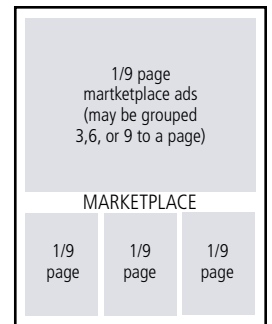 1/9 page
martketplace ads
(may be grouped
3,6, or 9 to a page)
MARKETPLACE
1/9 1/9 1/9
page page page